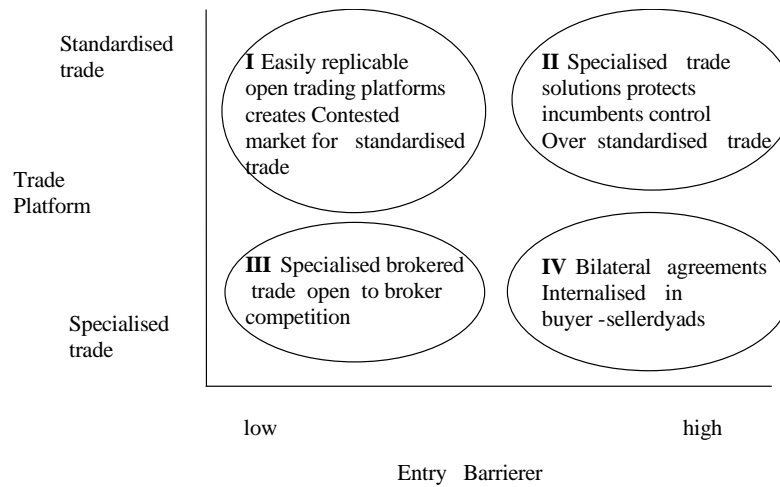 Standardised
trade
I Easily replicable
open trading platforms
creates Contested
market for standardised
trade
II Specialised trade
solutions protects
incumbents control
Over standardised trade
Trade
Platform
III Specialised brokered
trade open to broker
competition
IV Bilateral agreements
Internalised in
buyer -sellerdyads
Specialised
trade
low
high
Entry Barrierer